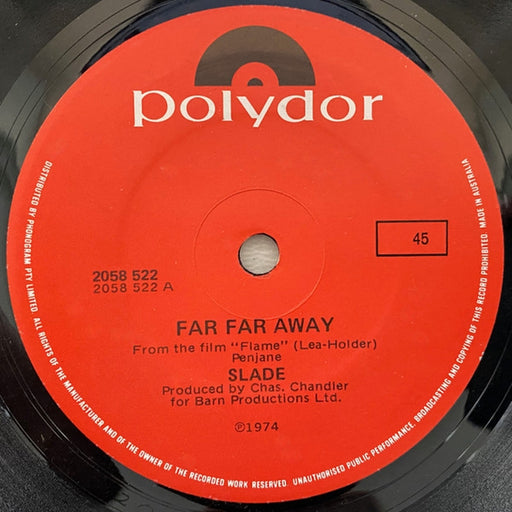 polydor
45
2058 522
2058 522 A
FAR FAR AWAY
From the film "Flame" (Lea-Holder)
Penjane
SLADE
Produced by Chas. Chandler
for Barn Productions Ltd.
℗1974
DISTRIBUTED BY PHONOGRAM PTY LIMITED. ALL RIGHTS OF THE MANUFACTURER AND OF THE OWNER OF THE RECORDED WORK RESERVED. UNAUTHORISED PUBLIC PERFORMANCE, BROADCASTING AND COPYING OF THIS RECORD PROHIBITED. MADE IN AUSTRALIA